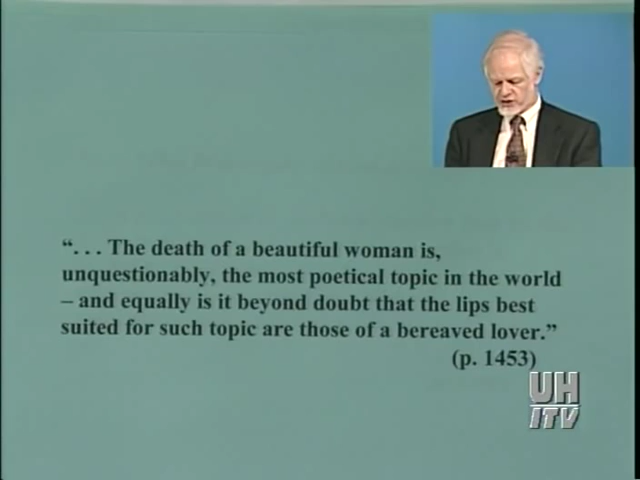 “. . . The death of a beautiful woman is,
unquestionably, the most poetical topic in the world
– and equally is it beyond doubt that the lips best
suited for such topic are those of a bereaved lover.”
(p. 1453)
UH
ITV